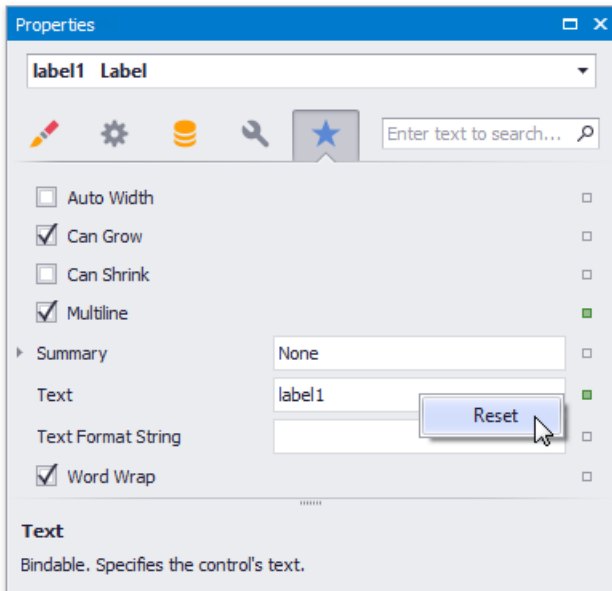 Properties
label1 Label
Enter text to search...
Auto Width
Can Grow
Can Shrink
Multiline
Summary None
Text label1
Reset
Text Format String
Word Wrap
Text
Bindable. Specifies the control's text.